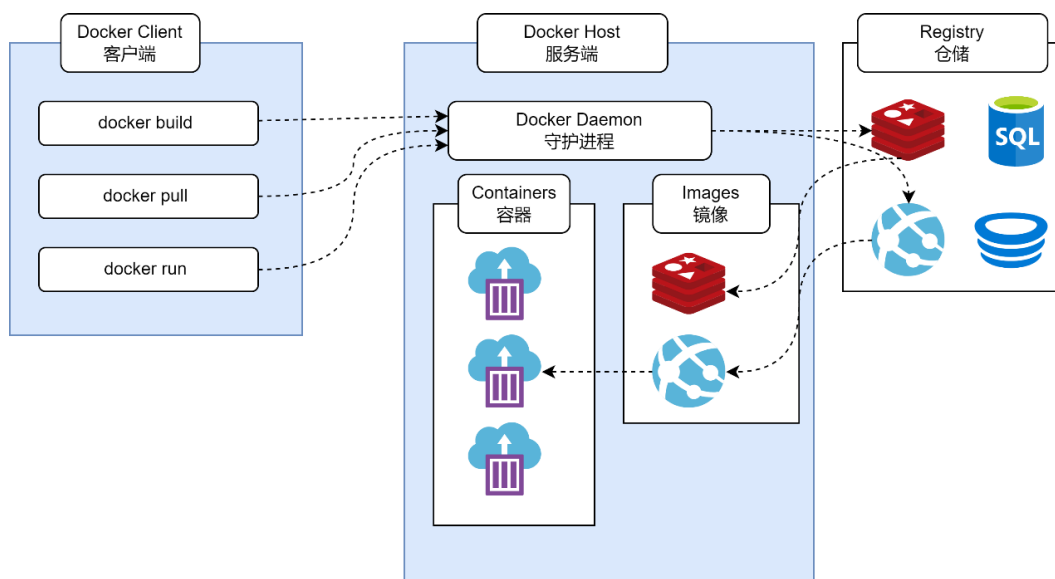 Docker Client
客户端
docker build
docker pull
docker run
Docker Host
服务端
Docker Daemon
守护进程
Containers
容器
Images
镜像
Registry
仓储
SQL